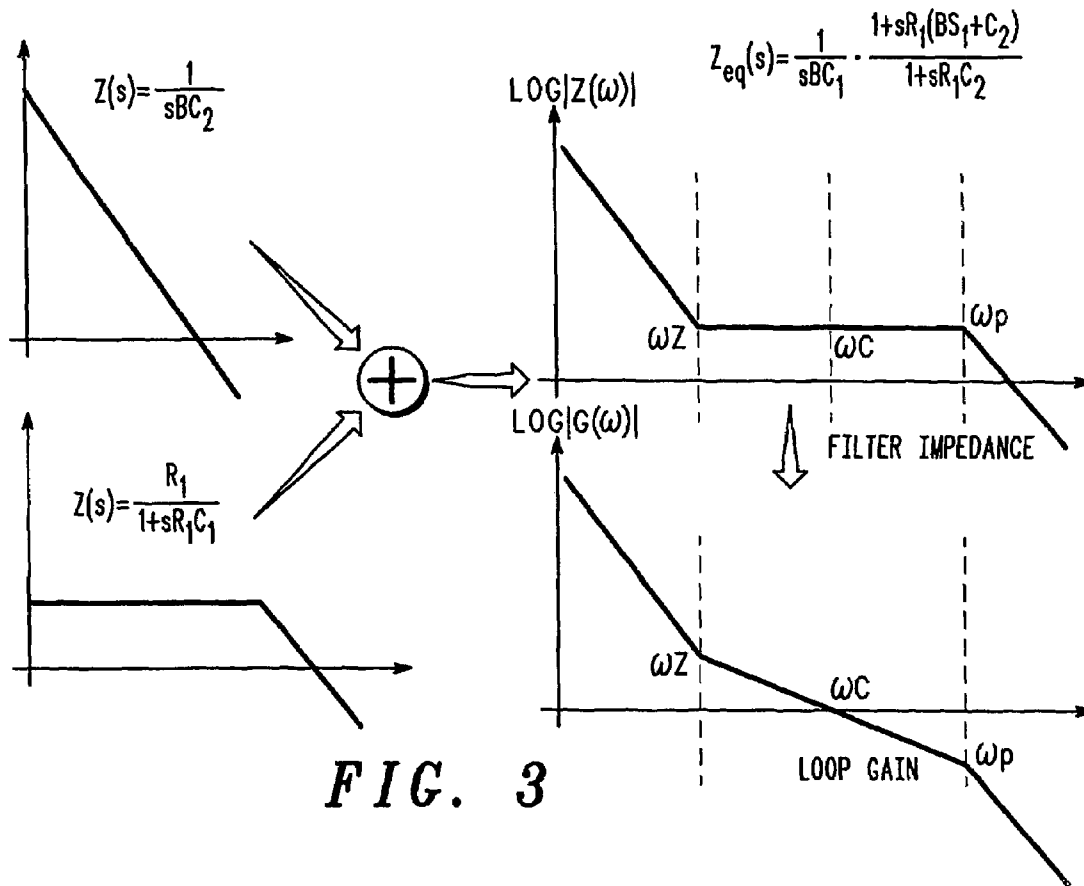 Z(s)=1/sBC₂
Z_eq(s)=1/sBC₁ · 1+sR₁(BS₁+C₂)/1+sR₁C₂
LOG|Z(ω)|
ωZ
ωC
ωp
FILTER IMPEDANCE
Z(s)=R₁/1+sR₁C₁
LOG|G(ω)|
ωZ
ωC
ωp
LOOP GAIN
FIG. 3